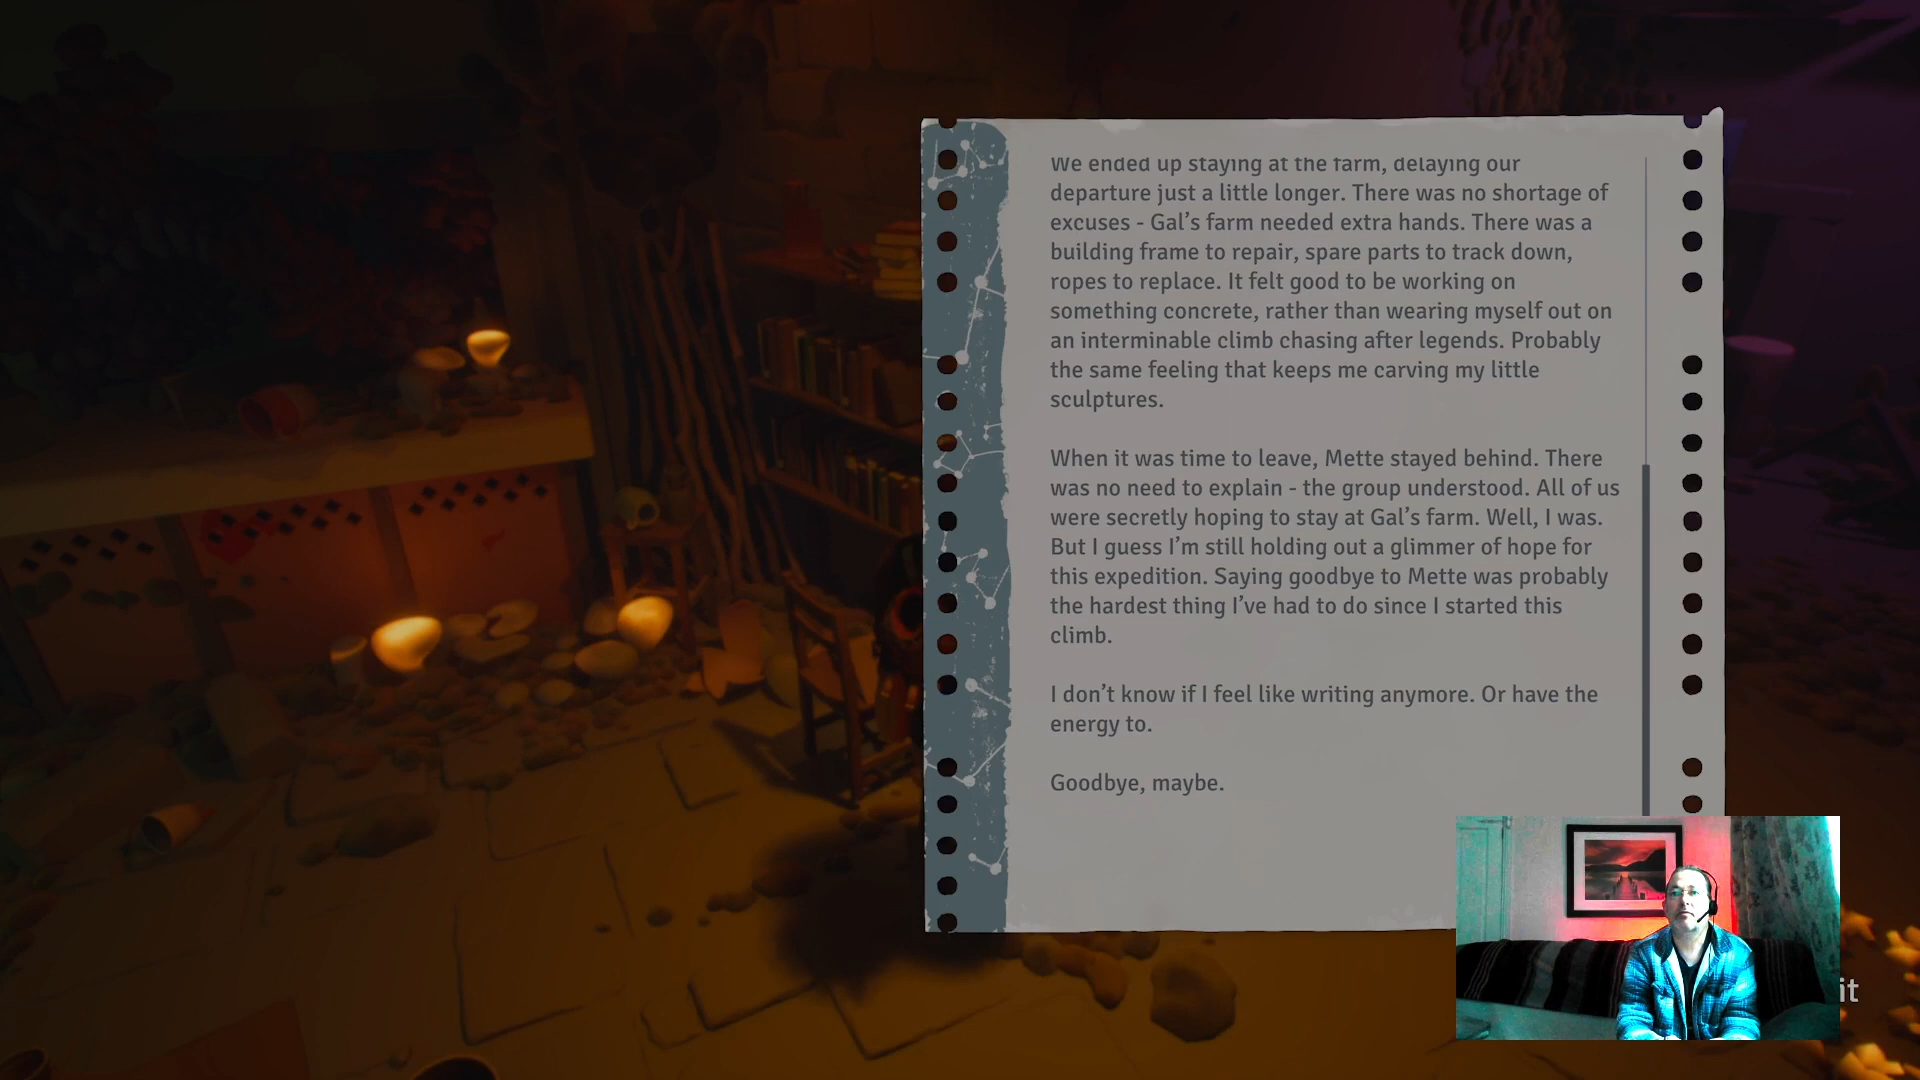 We ended up staying at the farm, delaying our
departure just a little longer. There was no shortage of
excuses - Gal’s farm needed extra hands. There was a
building frame to repair, spare parts to track down,
ropes to replace. It felt good to be working on
something concrete, rather than wearing myself out on
an interminable climb chasing after legends. Probably
the same feeling that keeps me carving my little
sculptures.
When it was time to leave, Mette stayed behind. There
was no need to explain - the group understood. All of us
were secretly hoping to stay at Gal’s farm. Well, I was.
But I guess I’m still holding out a glimmer of hope for
this expedition. Saying goodbye to Mette was probably
the hardest thing I’ve had to do since I started this
climb.
I don’t know if I feel like writing anymore. Or have the
energy to.
Goodbye, maybe.
it